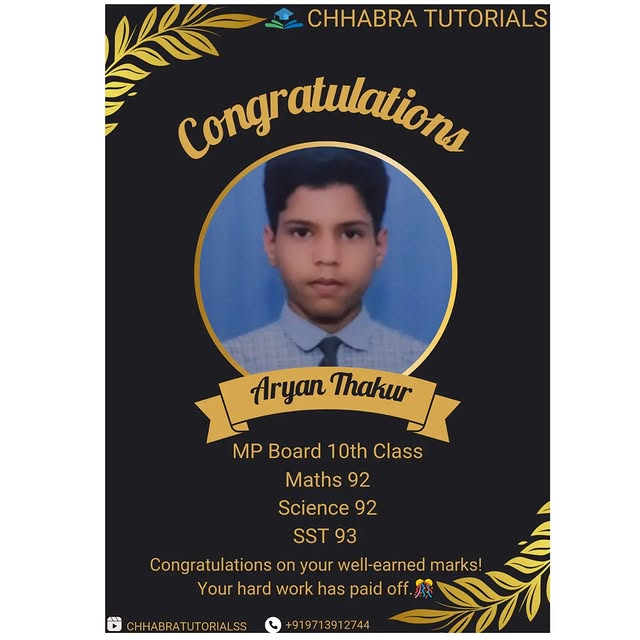 CHHABRA TUTORIALS
Congratulations
Aryan Thakur
MP Board 10th Class
Maths 92
Science 92
SST 93
Congratulations on your well-earned marks!
Your hard work has paid off.🎊
CHHABRATUTORIALSS
+919713912744